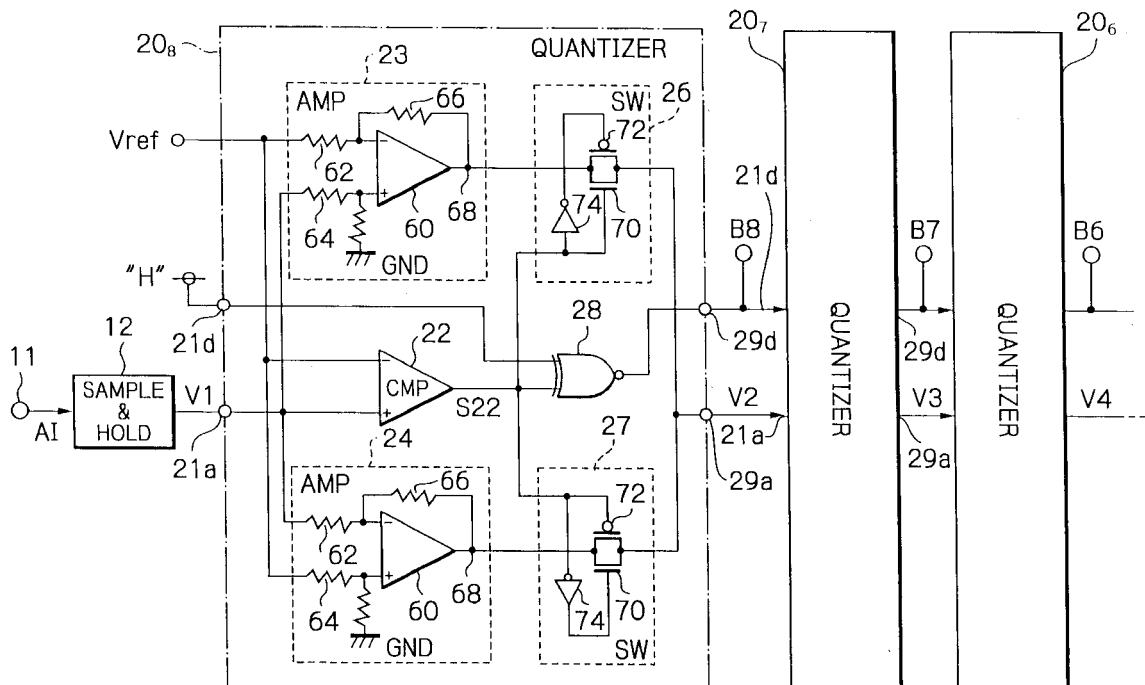 20₈
23
QUANTIZER
20₇
20₆
AMP
66
SW
26
72
Vref
62
60
68
74
70
21d
64
GND
B8
B7
B6
"H"
12
21d
22
28
29d
29d
11
SAMPLE & HOLD
V1
CMP
S22
QUANTIZER
QUANTIZER
AI
V2
V3
V4
21a
24
27
21a
29a
29a
AMP
66
72
62
60
68
74
70
64
GND
SW